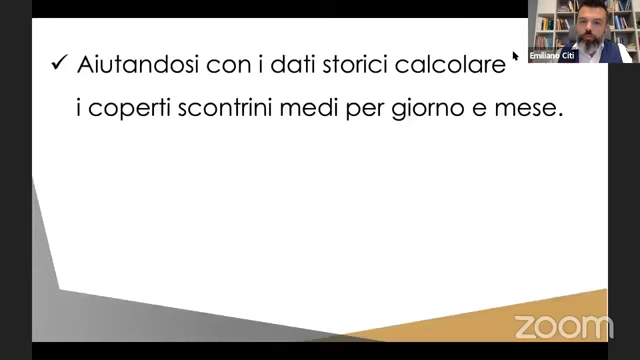 ✓ Aiutandosi con i dati storici calcolare
i coperti scontrini medi per giorno e mese.
Emiliano Citi
zoom